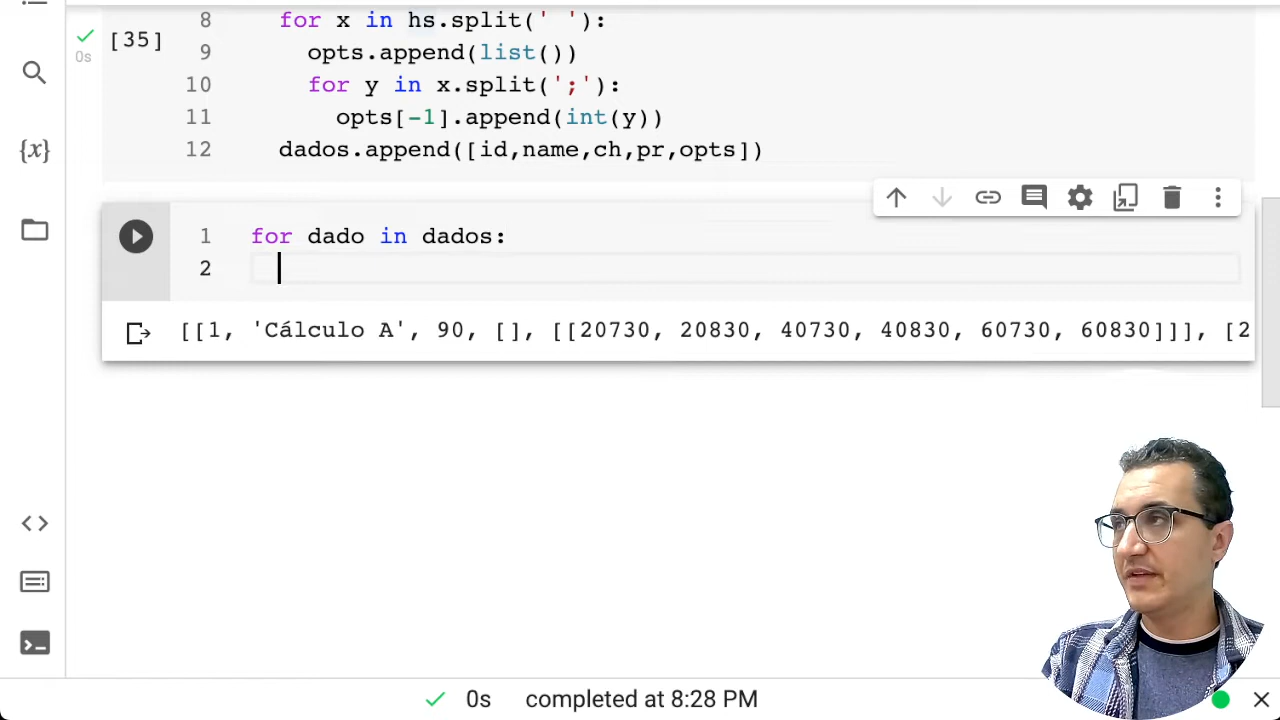 8 for x in hs.split(' '):
[35]
0s
9 opts.append(list())
10 for y in x.split(';'):
11 opts[-1].append(int(y))
12 dados.append([id,name,ch,pr,opts])
{x}
1 for dado in dados:
2
[[1, 'Cálculo A', 90, [], [[20730, 20830, 40730, 40830, 60730, 60830]]], [2
0s completed at 8:28 PM